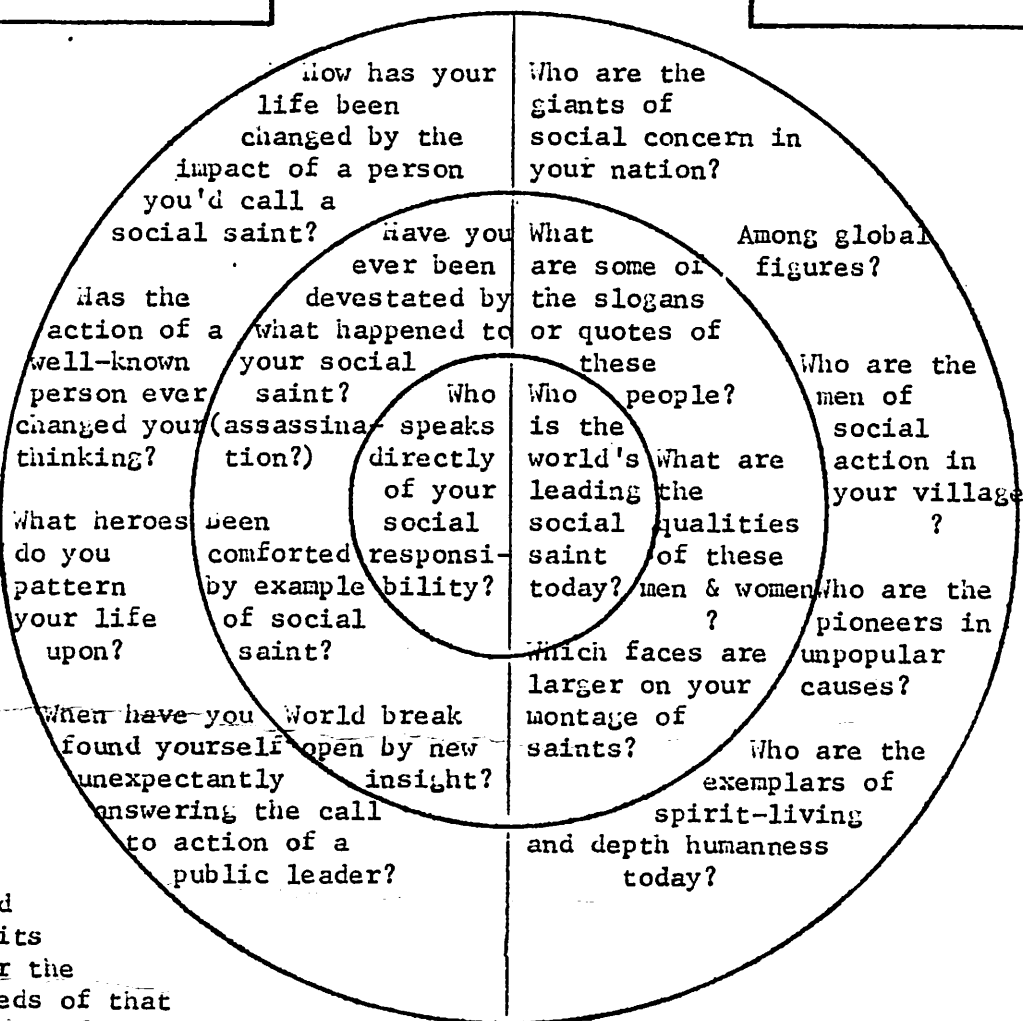 How has your
life been
changed by the
impact of a person
you'd call a
social saint?
Has the
action of a
well-known
person ever
changed your
thinking?
What heroes
do you
pattern
your life
upon?
When have you
found yourself
unexpectantly
answering the call
to action of a
public leader?
Have you
ever been
devestated by
what happened to
your social
saint?
(assassina-
tion?)
Been
comforted
by example
of social
saint?
World break
open by new
insight?
Who
speaks
directly
of your
social
responsi-
bility?
Who
is the
world's
leading
social
saint
today?
What
are some of
the slogans
or quotes of
these
people?
What are
the
qualities
of these
men & women
?
Which faces are
larger on your
montage of
saints?
Who are the
giants of
social concern in
your nation?
Among global
figures?
Who are the
men of
social
action in
your village
?
Who are the
pioneers in
unpopular
causes?
Who are the
exemplars of
spirit-living
and depth humanness
today?
d
its
r the
eds of that